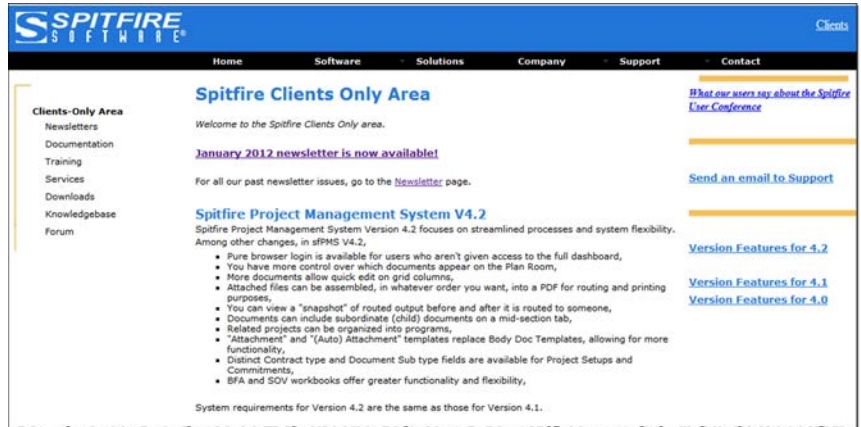 SPITFIRE
SOFTWARE®
Clients
Home Software Solutions Company Support Contact
Clients-Only Area
Newsletters
Documentation
Training
Services
Downloads
Knowledgebase
Forum
Spitfire Clients Only Area
Welcome to the Spitfire Clients Only area.
January 2012 newsletter is now available!
For all our past newsletter issues, go to the Newsletter page.
Spitfire Project Management System V4.2
Spitfire Project Management System Version 4.2 focuses on streamlined processes and system flexibility.
Among other changes, in sfPMS V4.2,
• Pure browser login is available for users who aren't given access to the full dashboard,
• You have more control over which documents appear on the Plan Room,
• More documents allow quick edit on grid columns,
• Attached files can be assembled, in whatever order you want, into a PDF for routing and printing
purposes,
• You can view a "snapshot" of routed output before and after it is routed to someone,
• Documents can include subordinate (child) documents on a mid-section tab,
• Related projects can be organized into programs,
• "Attachment" and "(Auto) Attachment" templates replace Body Doc Templates, allowing for more
functionality,
• Distinct Contract type and Document Sub type fields are available for Project Setups and
Commitments,
• BFA and SOV workbooks offer greater functionality and flexibility,
System requirements for Version 4.2 are the same as those for Version 4.1.
What our users say about the Spitfire
User Conference
Send an email to Support
Version Features for 4.2
Version Features for 4.1
Version Features for 4.0